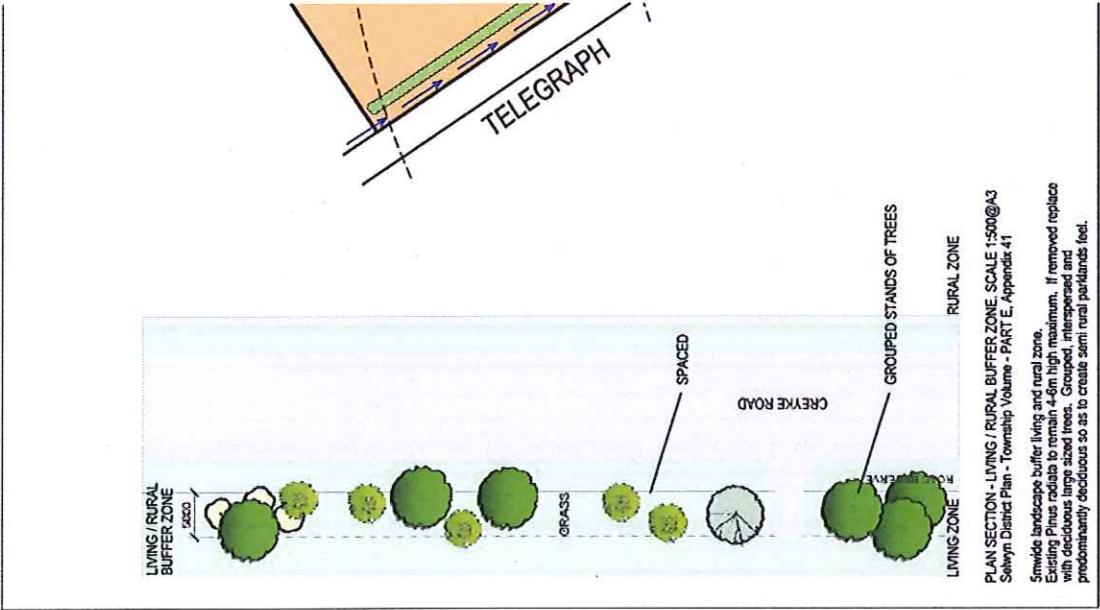 TELEGRAPH
LIVING / RURAL
BUFFER ZONE
5000
GRASS
SPACED
CREYKE ROAD
GROUPED STANDS OF TREES
ROAD RESERVE
LIVING ZONE
RURAL ZONE
PLAN SECTION - LIVING / RURAL BUFFER ZONE, SCALE 1:500@A3
Selwyn District Plan - Township Volume - PART E, Appendix 41
5mwide landscape buffer living and rural zone.
Existing Pinus radiata to remain 4-6m high maximum. If removed replace
with deciduous large sized trees. Grouped, interspersed and
predominantly deciduous so as to create semi rural parklands feel.